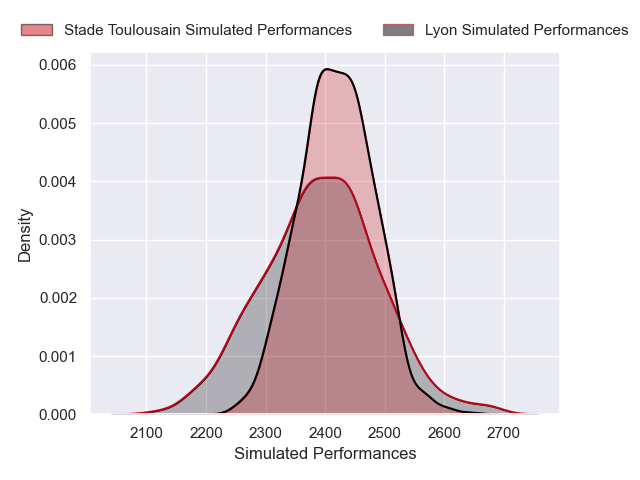 Stade Toulousain Simulated Performances
Lyon Simulated Performances
0.006
0.005
0.004
0.003
0.002
0.001
0.000
Density
2100 2200 2300 2400 2500 2600 2700
Simulated Performances